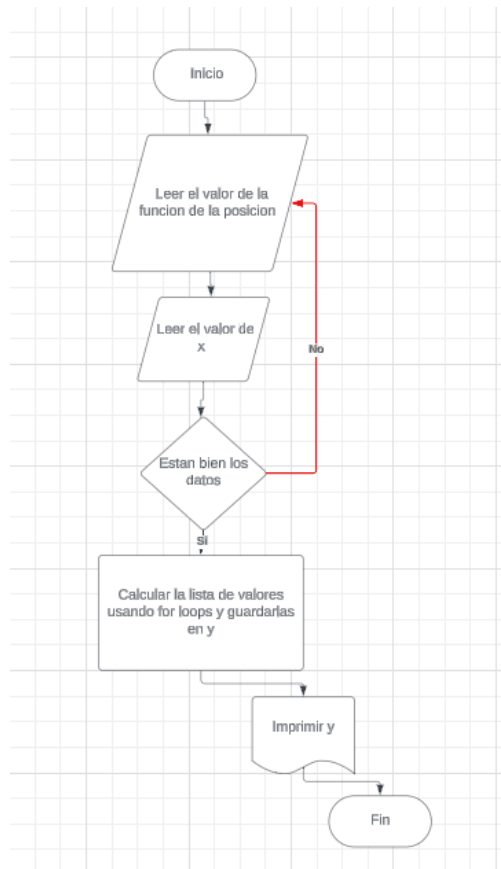 Inicio
Leer el valor de la
funcion de la posicion
Leer el valor de
x
No
Estan bien los
datos
Si
Calcular la lista de valores
usando for loops y guardarlas
en y
Imprimir y
Fin